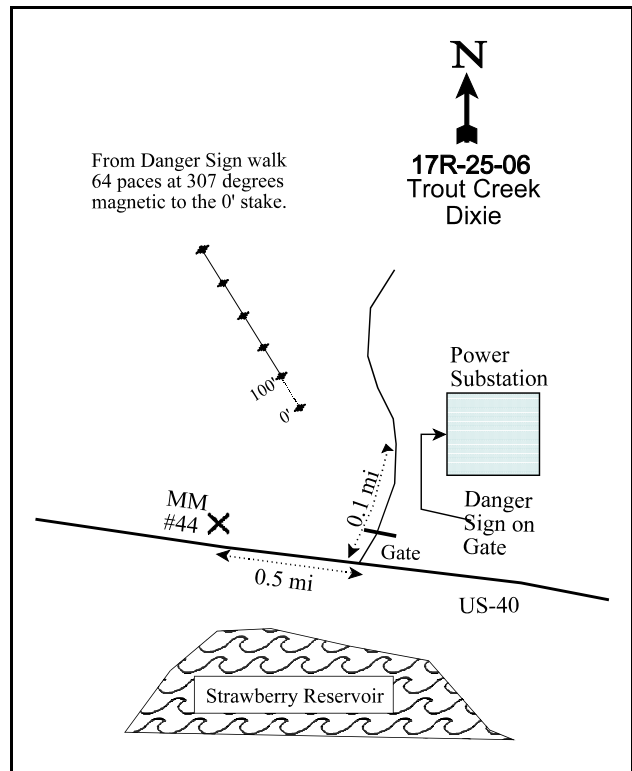 N
17R-25-06
Trout Creek
Dixie
From Danger Sign walk
64 paces at 307 degrees
magnetic to the 0' stake.
100'
0'
Power
Substation
0.1 mi
MM
#44
Danger
Sign on
Gate
Gate
0.5 mi
US-40
Strawberry Reservoir